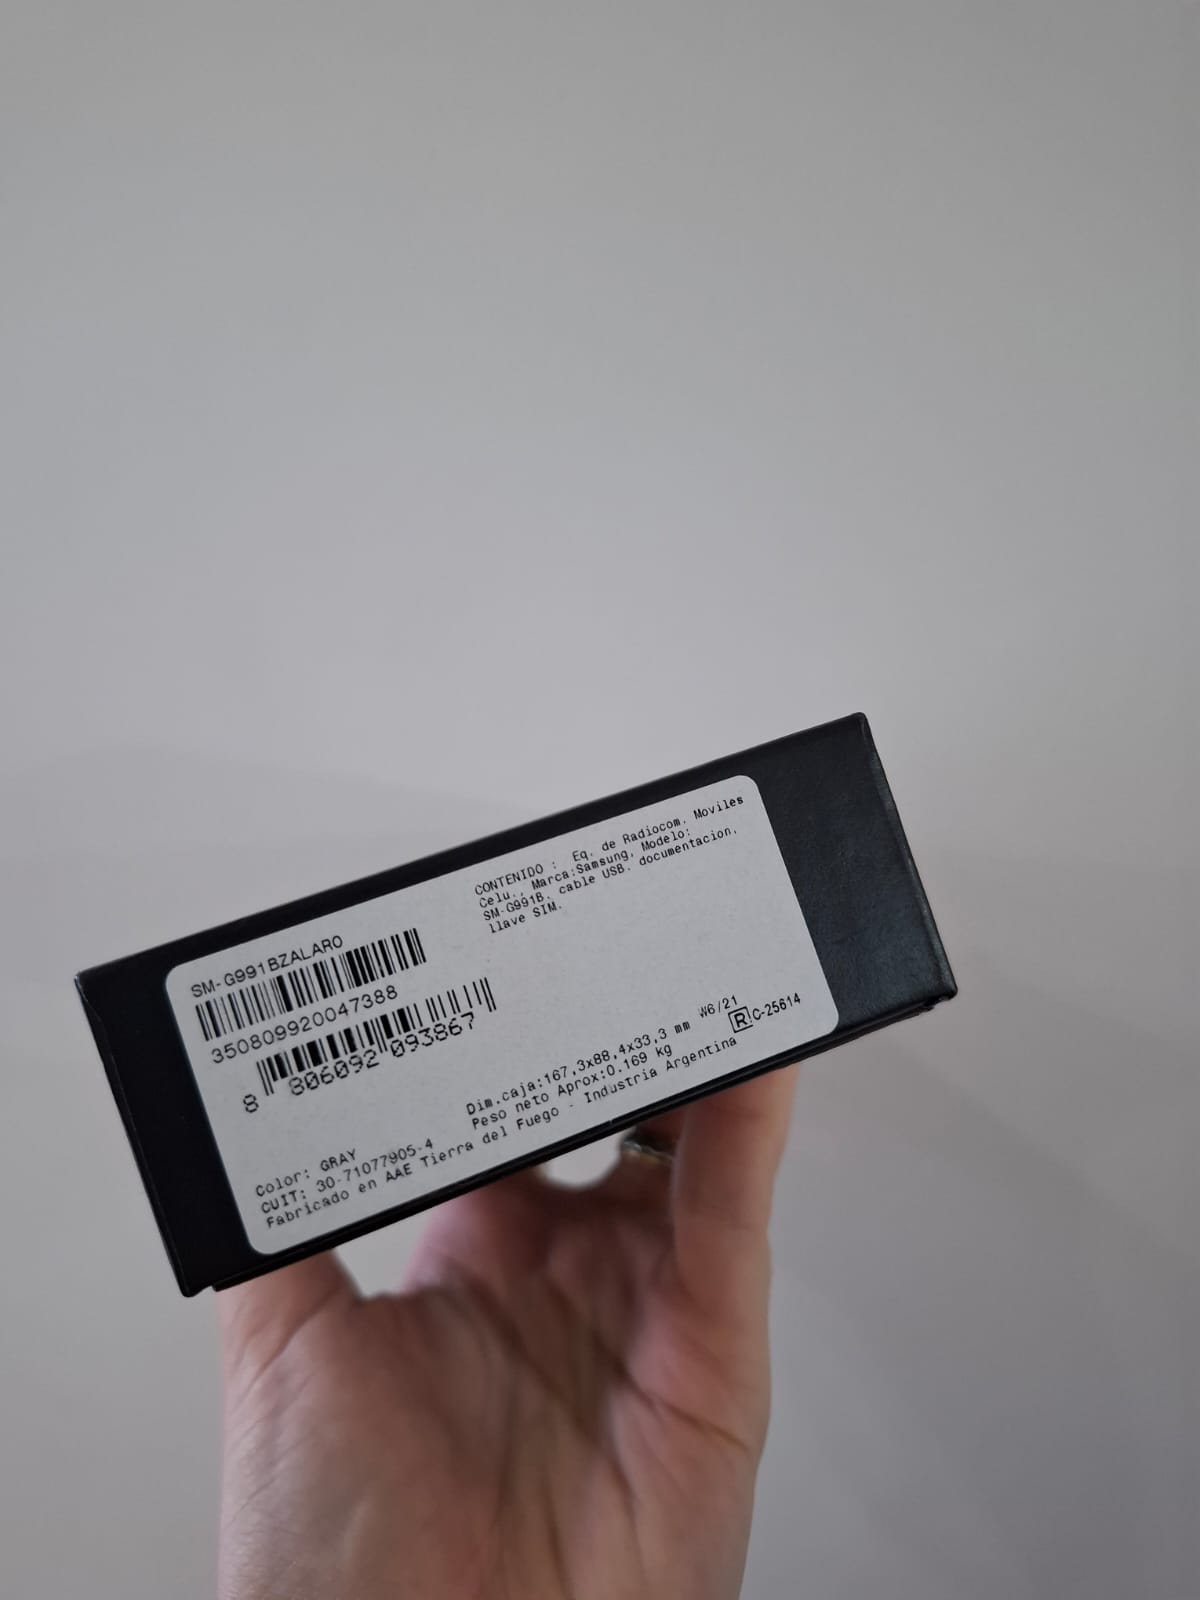 SM-G991BZALARO
350809920047388
8 806092 093867
CONTENIDO : Eq. de Radiocom. Moviles
Celu., Marca:Samsung, Modelo:
SM-G991B, cable USB, documentacion,
llave SIM.
Dim.caja:167,3x88,4x33,3 mm W6/21
Peso neto Aprox:0.169 kg
R C-25614
Color: GRAY
CUIT: 30-71077905-4
Fabricado en AAE Tierra del Fuego - Industria Argentina